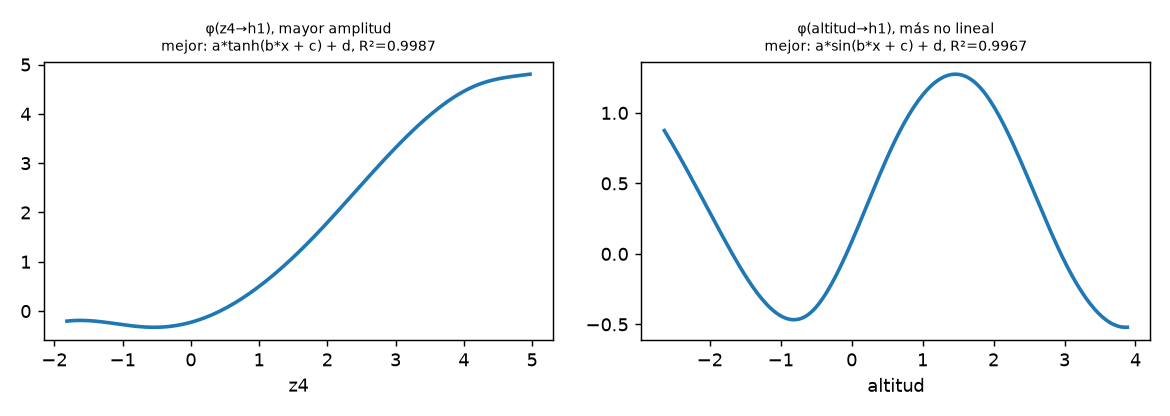 φ(z4→h1), mayor amplitud
mejor: a*tanh(b*x + c) + d, R²=0.9987
5
4
3
2
1
0
−2 −1 0 1 2 3 4 5
z4
φ(altitud→h1), más no lineal
mejor: a*sin(b*x + c) + d, R²=0.9967
1.0
0.5
0.0
−0.5
−2 −1 0 1 2 3 4
altitud